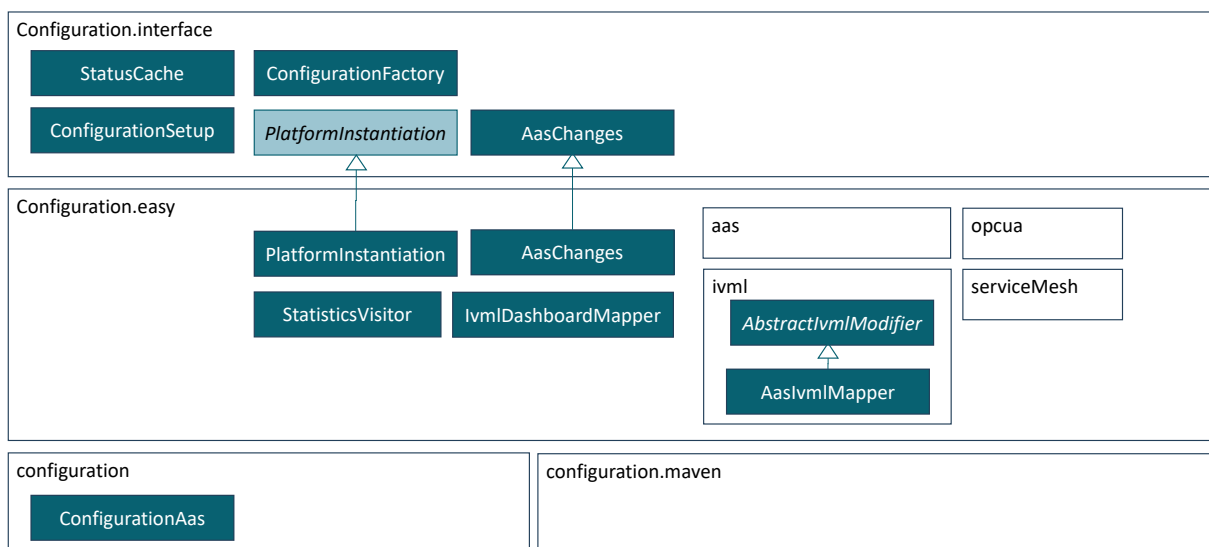 Configuration.interface
StatusCache
ConfigurationFactory
ConfigurationSetup
PlatformInstantiation
AasChanges
Configuration.easy
PlatformInstantiation
AasChanges
StatisticsVisitor
IvmlDashboardMapper
aas
opcua
ivml
AbstractIvmlModifier
AasIvmlMapper
serviceMesh
configuration
ConfigurationAas
configuration.maven